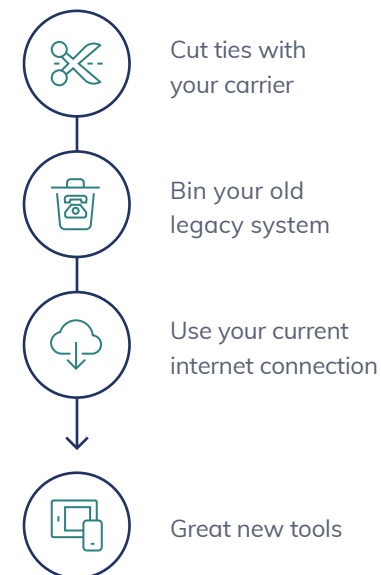 Cut ties with
your carrier
Bin your old
legacy system
Use your current
internet connection
Great new tools